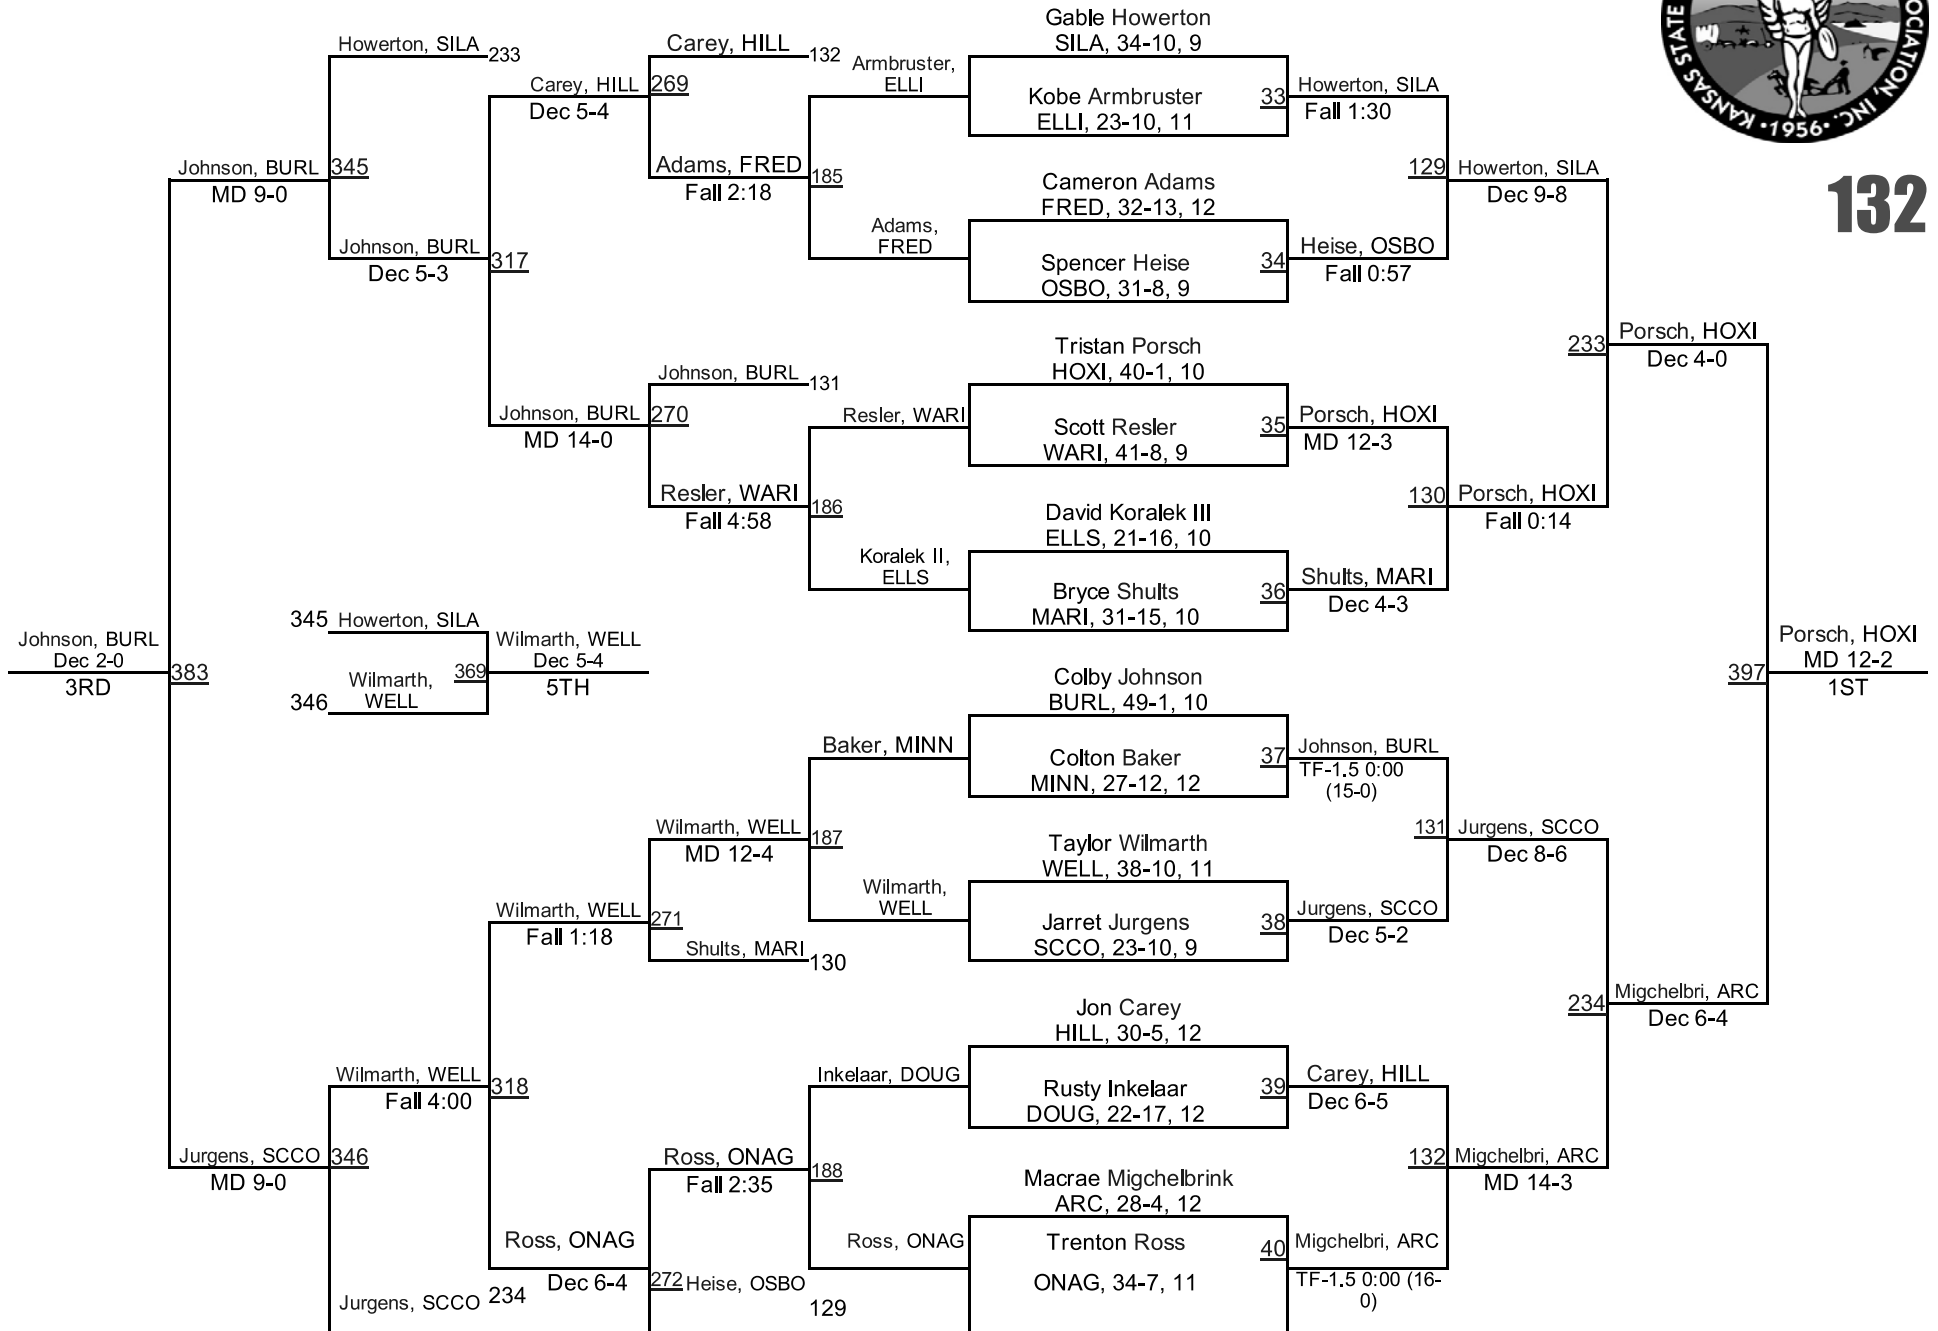 KANSAS STATE
OCIATION, INC.
•1956•
132
Howerton, SILA
233
Johnson, BURL
MD 9-0
345
Johnson, BURL
Dec 5-3
317
Carey, HILL
Dec 5-4
269
Carey, HILL
132
Adams, FRED
Fall 2:18
185
Armbruster,
ELLI
Adams,
FRED
Johnson, BURL
MD 14-0
270
Johnson, BURL
131
Resler, WARI
Fall 4:58
186
Resler, WARI
Koralek II,
ELLS
Johnson, BURL
Dec 2-0
3RD
383
345
Howerton, SILA
346
Wilmarth,
WELL
369
Wilmarth, WELL
Dec 5-4
5TH
Baker, MINN
Wilmarth, WELL
MD 12-4
187
Wilmarth,
WELL
Wilmarth, WELL
Fall 1:18
271
Shults, MARI
130
Wilmarth, WELL
Fall 4:00
318
Jurgens, SCCO
MD 9-0
346
Jurgens, SCCO
234
Ross, ONAG
Dec 6-4
272
Heise, OSBO
129
Ross, ONAG
Fall 2:35
188
Inkelaar, DOUG
Ross, ONAG
Gable Howerton
SILA, 34-10, 9
Kobe Armbruster
ELLI, 23-10, 11
33
Howerton, SILA
Fall 1:30
Cameron Adams
FRED, 32-13, 12
Spencer Heise
OSBO, 31-8, 9
34
Heise, OSBO
Fall 0:57
129
Howerton, SILA
Dec 9-8
Tristan Porsch
HOXI, 40-1, 10
Scott Resler
WARI, 41-8, 9
35
Porsch, HOXI
MD 12-3
David Koralek III
ELLS, 21-16, 10
Bryce Shults
MARI, 31-15, 10
36
Shults, MARI
Dec 4-3
130
Porsch, HOXI
Fall 0:14
233
Porsch, HOXI
Dec 4-0
Colby Johnson
BURL, 49-1, 10
Colton Baker
MINN, 27-12, 12
37
Johnson, BURL
TF-1.5 0:00
(15-0)
Taylor Wilmarth
WELL, 38-10, 11
Jarret Jurgens
SCCO, 23-10, 9
38
Jurgens, SCCO
Dec 5-2
131
Jurgens, SCCO
Dec 8-6
Jon Carey
HILL, 30-5, 12
Rusty Inkelaar
DOUG, 22-17, 12
39
Carey, HILL
Dec 6-5
Macrae Migchelbrink
ARC, 28-4, 12
Trenton Ross
ONAG, 34-7, 11
40
Migchelbri, ARC
TF-1.5 0:00 (16-
0)
132
Migchelbri, ARC
MD 14-3
234
Migchelbri, ARC
Dec 6-4
397
Porsch, HOXI
MD 12-2
1ST